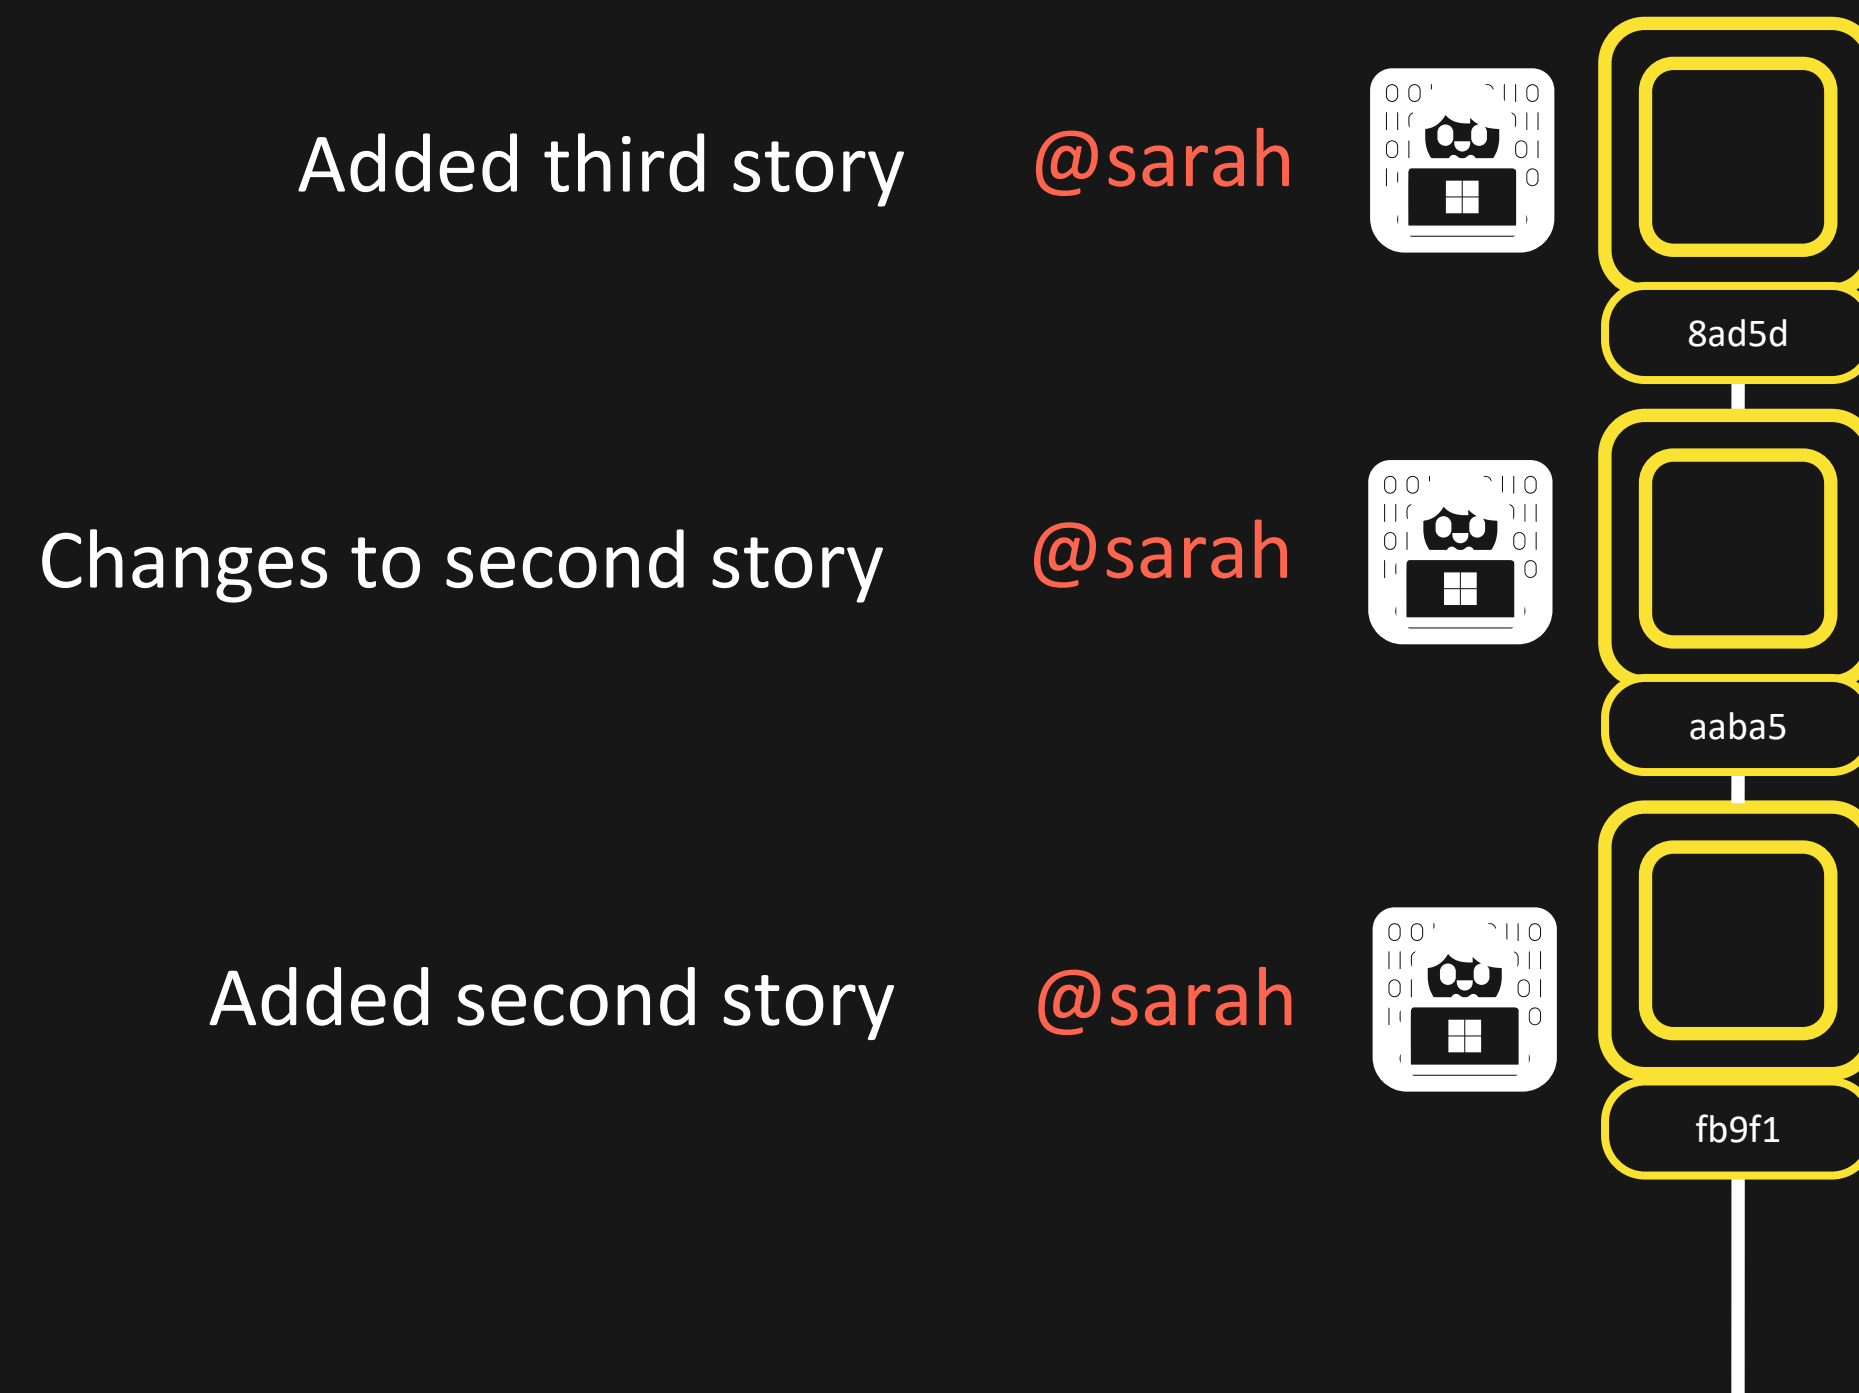 Added third story @sarah
8ad5d
Changes to second story @sarah
aaba5
Added second story @sarah
fb9f1